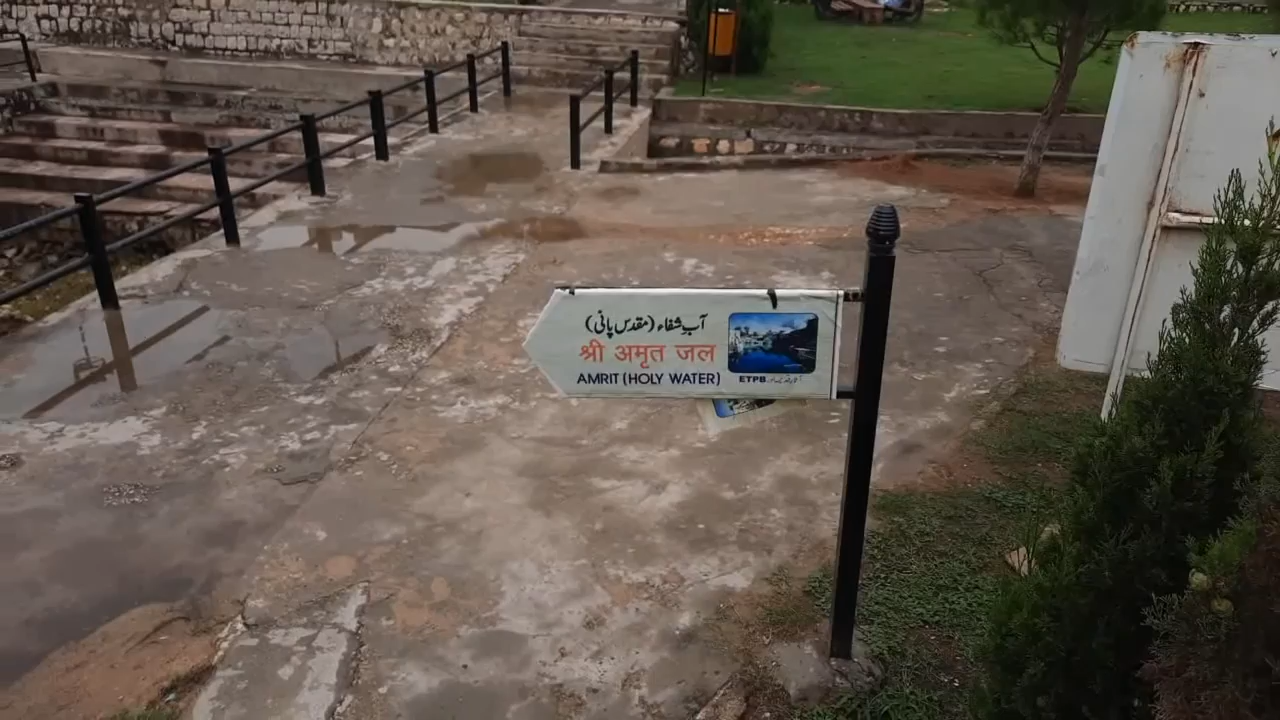 آبِ شفاء (مقدس پانی)
श्री अमृत जल
AMRIT (HOLY WATER)
ETPB